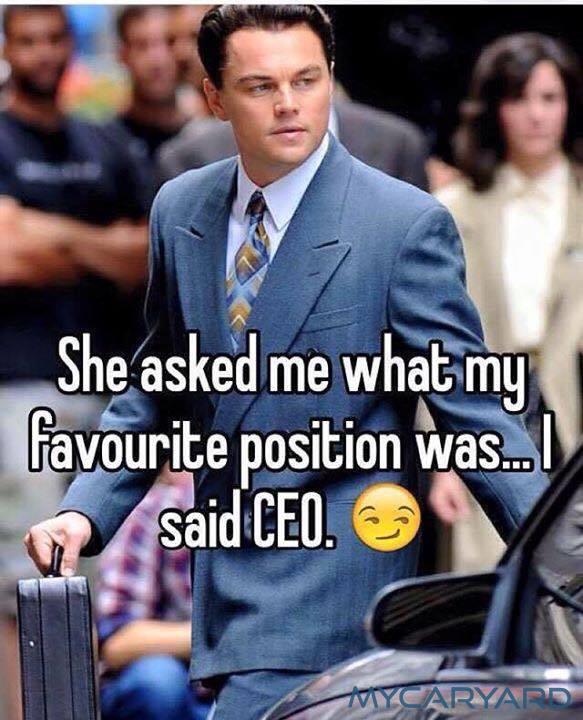 She asked me what my
favourite position was... I
said CEO. 😏
MYCARYARD